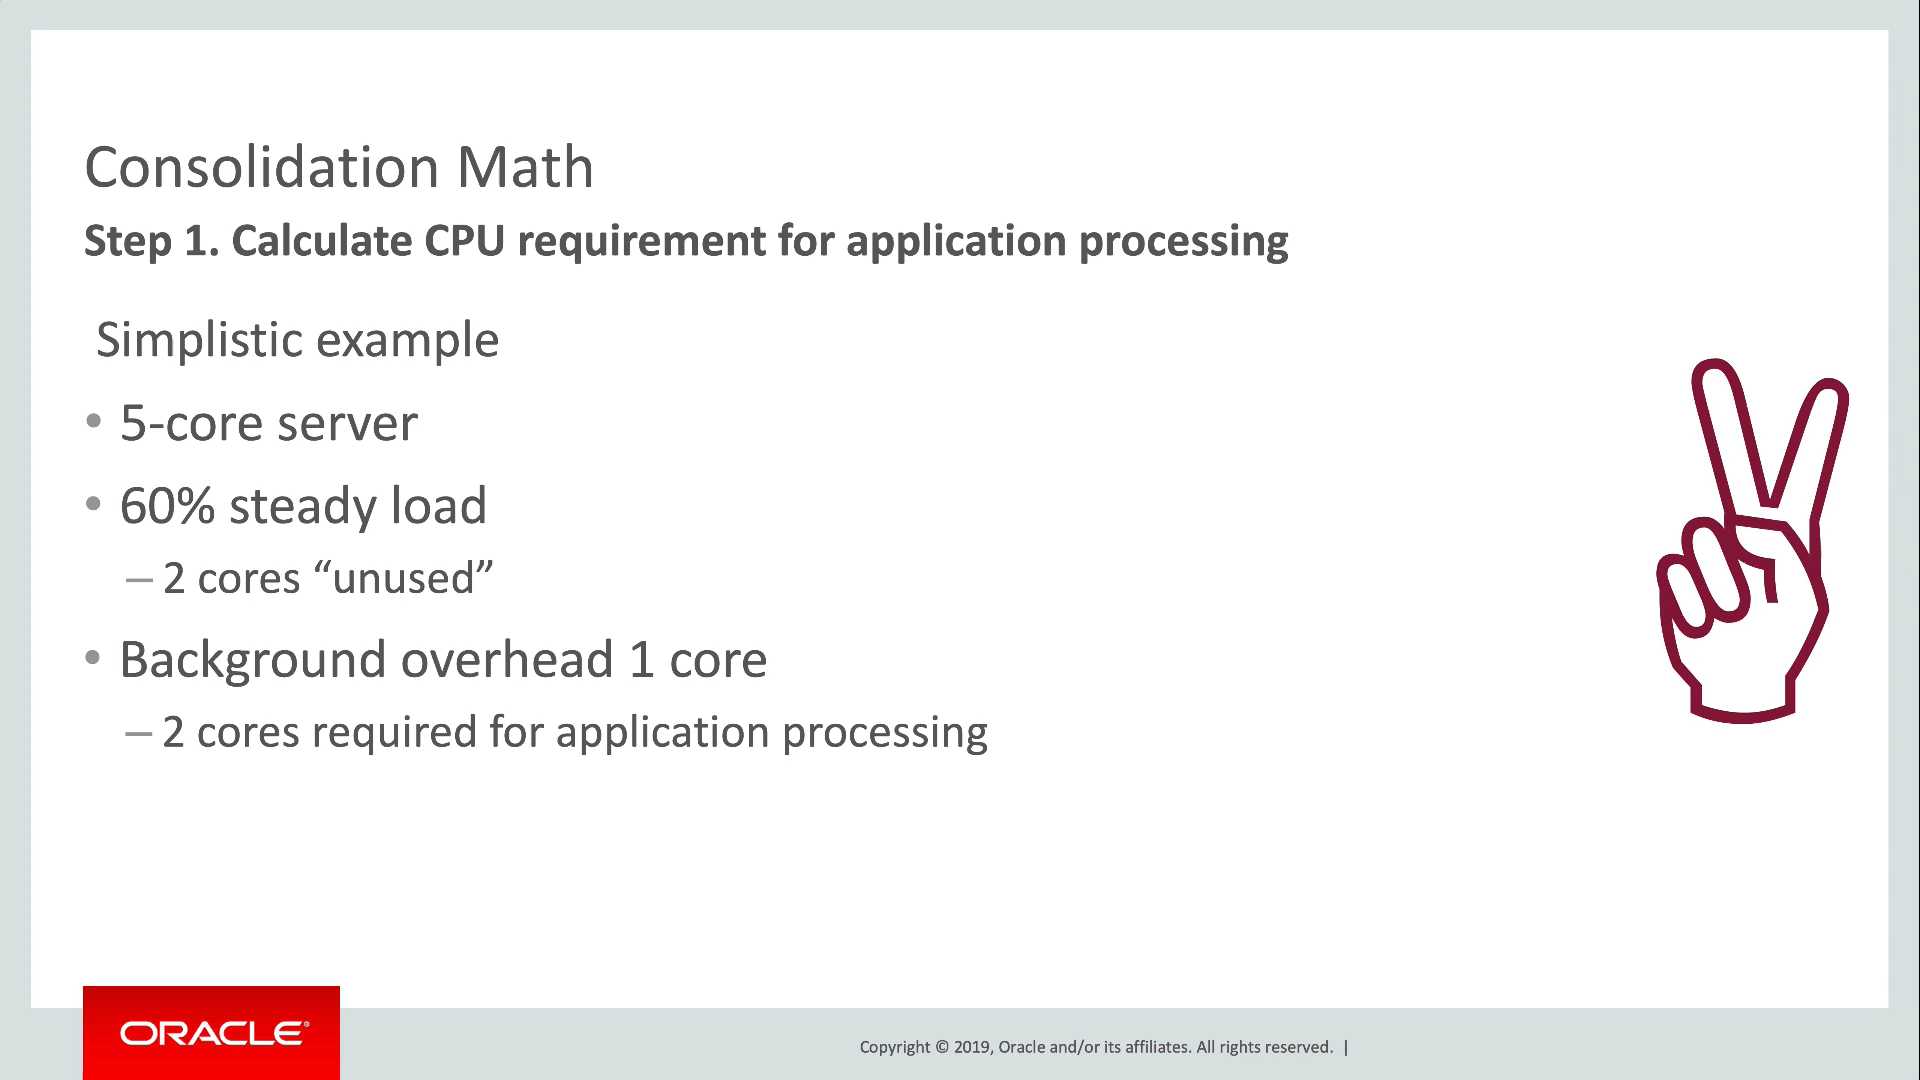 Consolidation Math
Step 1. Calculate CPU requirement for application processing
Simplistic example
• 5-core server
• 60% steady load
– 2 cores “unused”
• Background overhead 1 core
– 2 cores required for application processing
ORACLE®
Copyright © 2019, Oracle and/or its affiliates. All rights reserved. |